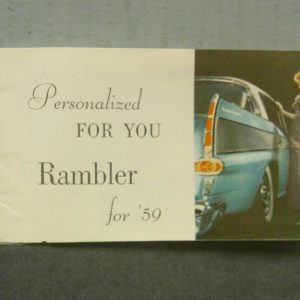 Personalized
FOR YOU
Rambler
for '59